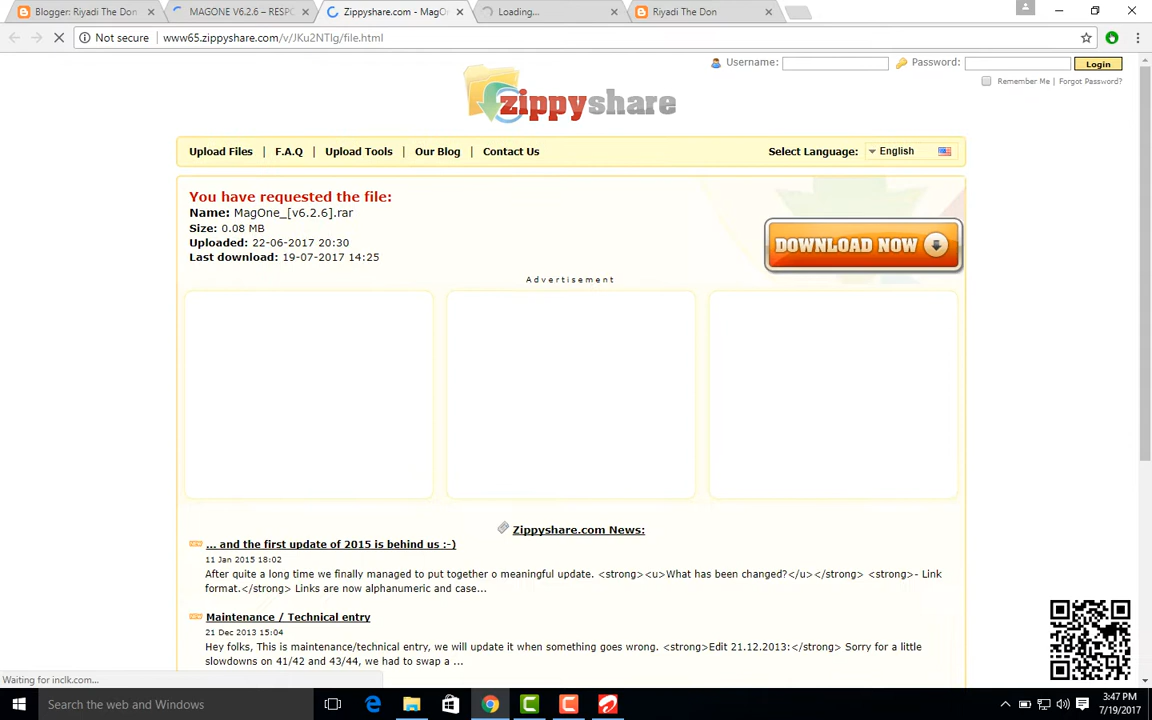 Blogger: Riyadi The Don
MAGONE V6.2.6 – RESPO
Zippyshare.com - MagO
Loading...
Riyadi The Don
Not secure | www65.zippyshare.com/v/JKu2NTlg/file.html
Username:
Password:
Login
Remember Me | Forgot Password?
zippyshare
Upload Files | F.A.Q | Upload Tools | Our Blog | Contact Us
Select Language: English
You have requested the file:
Name: MagOne_[v6.2.6].rar
Size: 0.08 MB
Uploaded: 22-06-2017 20:30
Last download: 19-07-2017 14:25
DOWNLOAD NOW
Advertisement
Zippyshare.com News:
... and the first update of 2015 is behind us :-)
11 Jan 2015 18:02
After quite a long time we finally managed to put together o meaningful update. <strong><u>What has been changed?</u></strong> <strong>- Link
format.</strong> Links are now alphanumeric and case...
Maintenance / Technical entry
21 Dec 2013 15:04
Hey folks, This is maintenance/technical entry, we will update it when something goes wrong. <strong>Edit 21.12.2013:</strong> Sorry for a little
slowdowns on 41/42 and 43/44, we had to swap a ...
Waiting for inclk.com...
Search the web and Windows
3:47 PM
7/19/2017